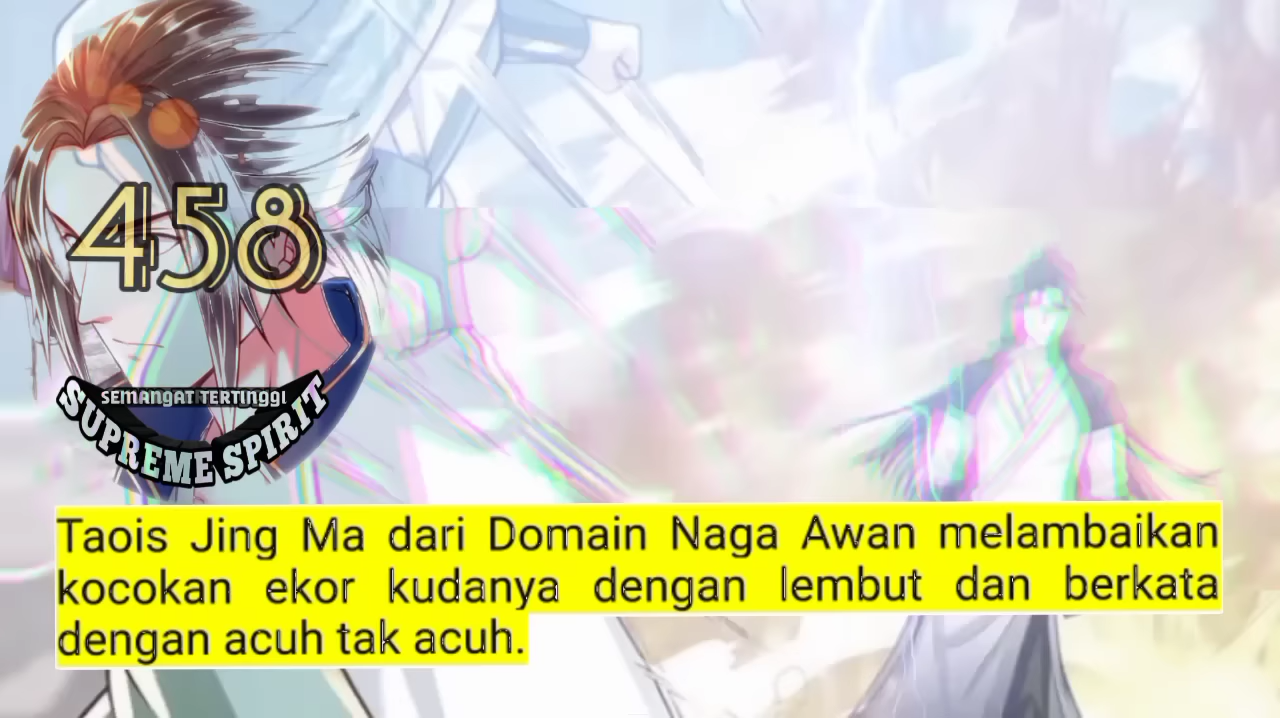 458
SEMANGAT TERTINGGI
SUPREME SPIRIT
Taois Jing Ma dari Domain Naga Awan melambaikan
kocokan ekor kudanya dengan lembut dan berkata
dengan acuh tak acuh.